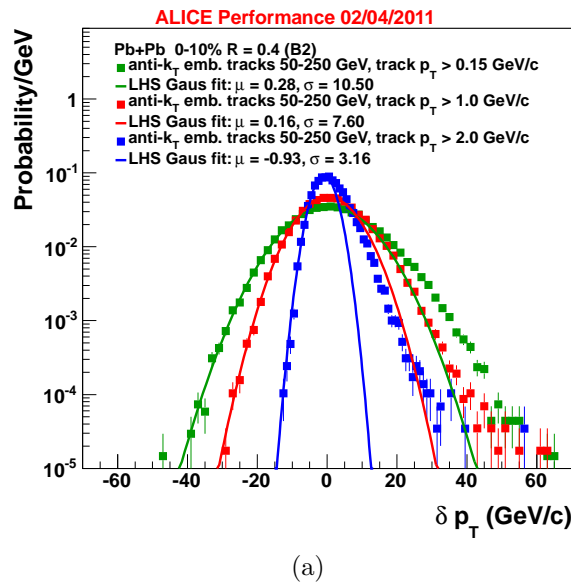 ALICE Performance 02/04/2011
Pb+Pb 0-10% R = 0.4 (B2)
anti-k_T emb. tracks 50-250 GeV, track p_T > 0.15 GeV/c
LHS Gaus fit: μ = 0.28, σ = 10.50
anti-k_T emb. tracks 50-250 GeV, track p_T > 1.0 GeV/c
LHS Gaus fit: μ = 0.16, σ = 7.60
anti-k_T emb. tracks 50-250 GeV, track p_T > 2.0 GeV/c
LHS Gaus fit: μ = -0.93, σ = 3.16
Probability/GeV
1
10^-1
10^-2
10^-3
10^-4
10^-5
-60 -40 -20 0 20 40 60
δ p_T (GeV/c)
(a)